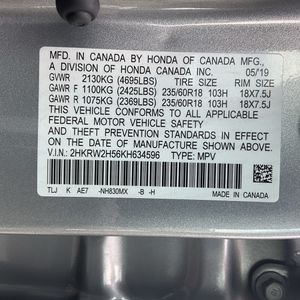 MFD. IN CANADA BY HONDA OF CANADA MFG.,
A DIVISION OF HONDA CANADA INC. 05/19
GVWR 2130KG (4695LBS) TIRE SIZE RIM SIZE
GAWR F 1100KG (2425LBS) 235/60R18 103H 18X7.5J
GAWR R 1075KG (2369LBS) 235/60R18 103H 18X7.5J
THIS VEHICLE CONFORMS TO ALL APPLICABLE
FEDERAL MOTOR VEHICLE SAFETY STANDARDS
IN EFFECT ON THE DATE OF MANUFACTURE
SHOWN ABOVE.
V.I.N.: 2HKRW2H56KH634596 TYPE: MPV
TLJ K AE7 -NH830MX -B -H MADE IN CANADA